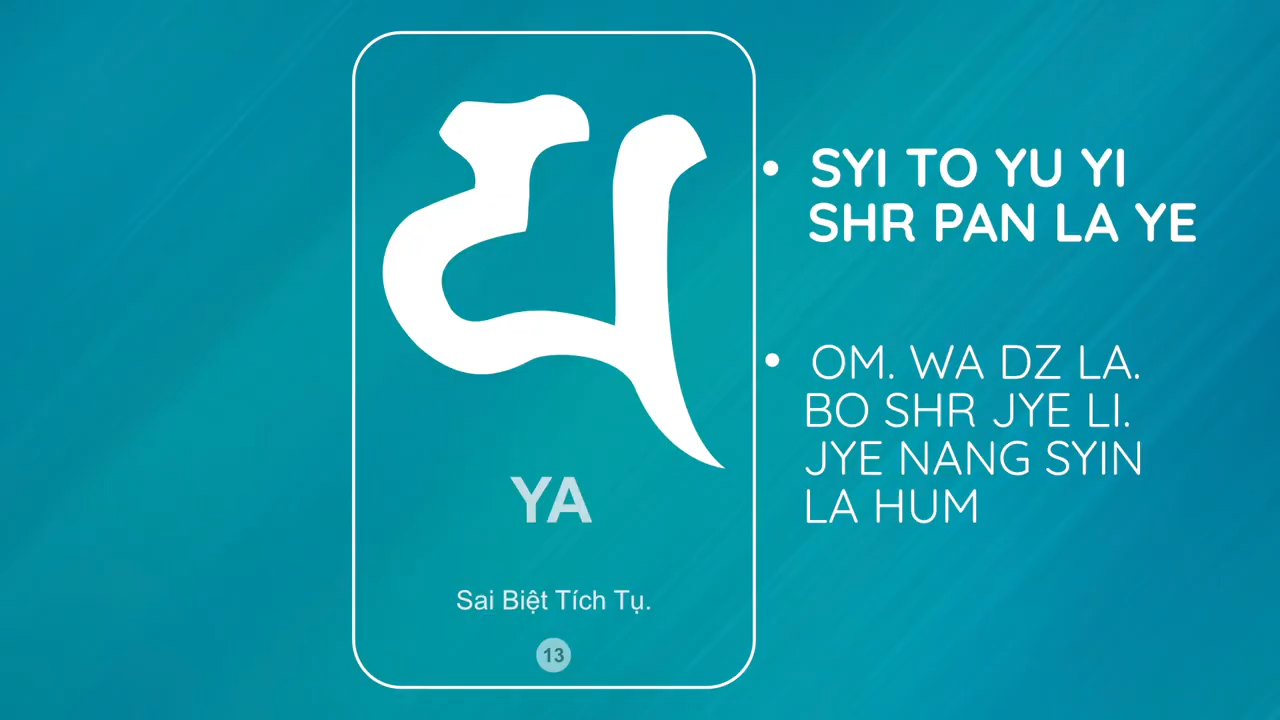 𑖧
YA
Sai Biệt Tích Tụ.
13
• SYI TO YU YI
SHR PAN LA YE
• OM. WA DZ LA.
BO SHR JYE LI.
JYE NANG SYIN
LA HUM